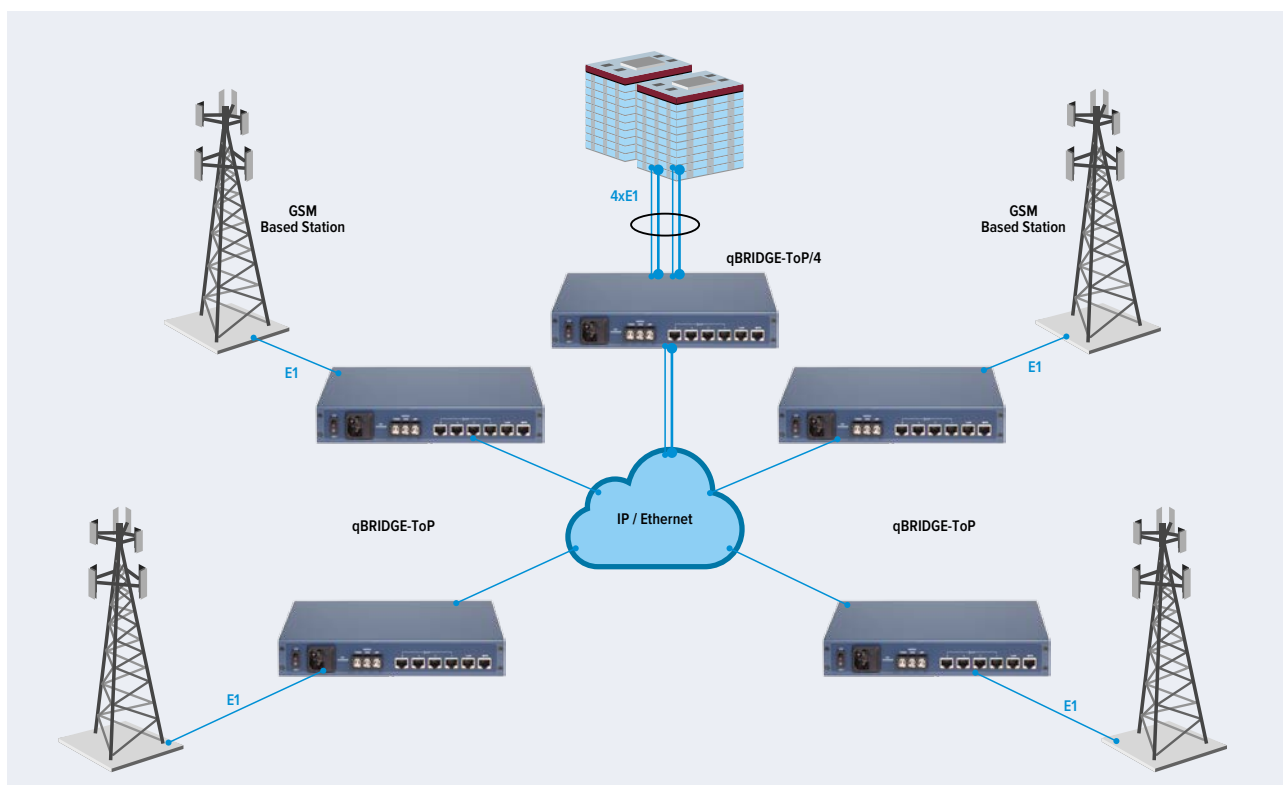 4xE1
GSM
Based Station
GSM
Based Station
qBRIDGE-ToP/4
E1
E1
IP / Ethernet
qBRIDGE-ToP
qBRIDGE-ToP
E1
E1